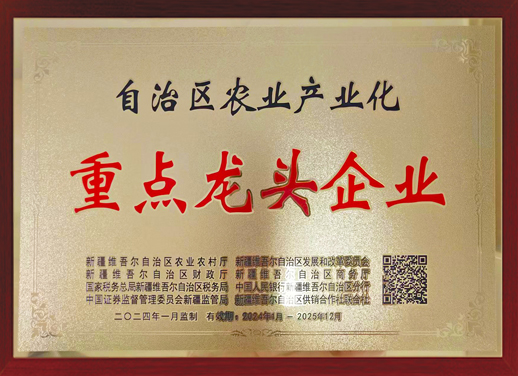 自治区农业产业化
重点龙头企业
新疆维吾尔自治区农业农村厅 新疆维吾尔自治区发展和改革委员会
新疆维吾尔自治区财政厅 新疆维吾尔自治区商务厅
国家税务总局新疆维吾尔自治区税务局 中国人民银行新疆维吾尔自治区分行
中国证券监督管理委员会新疆监管局 新疆维吾尔自治区供销合作社联合社
二〇二四年一月监制 有效期：2024年1月 — 2025年12月